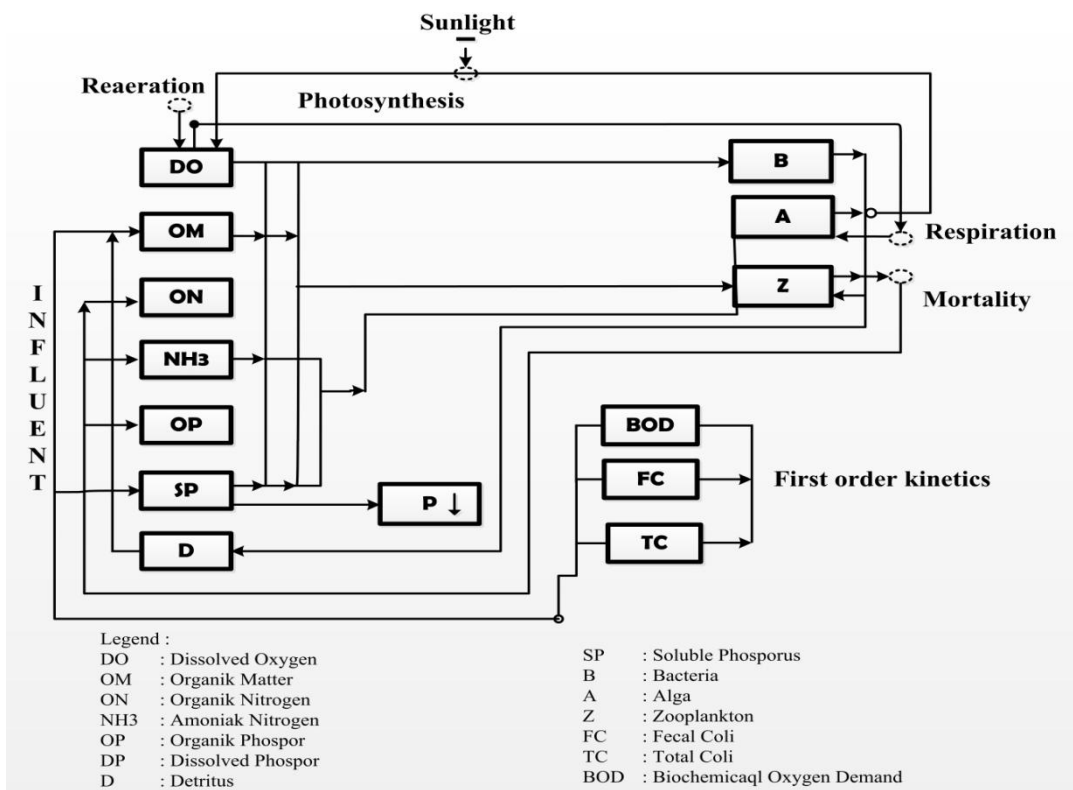 Sunlight
Reaeration
Photosynthesis
DO
B
OM
A
Respiration
ON
Z
Mortality
INFLUENT
NH3
OP
BOD
SP
P ↓
FC
First order kinetics
D
TC
Legend :
DO : Dissolved Oxygen
OM : Organik Matter
ON : Organik Nitrogen
NH3 : Amoniak Nitrogen
OP : Organik Phospor
DP : Dissolved Phospor
D : Detritus
SP : Soluble Phosporus
B : Bacteria
A : Alga
Z : Zooplankton
FC : Fecal Coli
TC : Total Coli
BOD : Biochemicaql Oxygen Demand